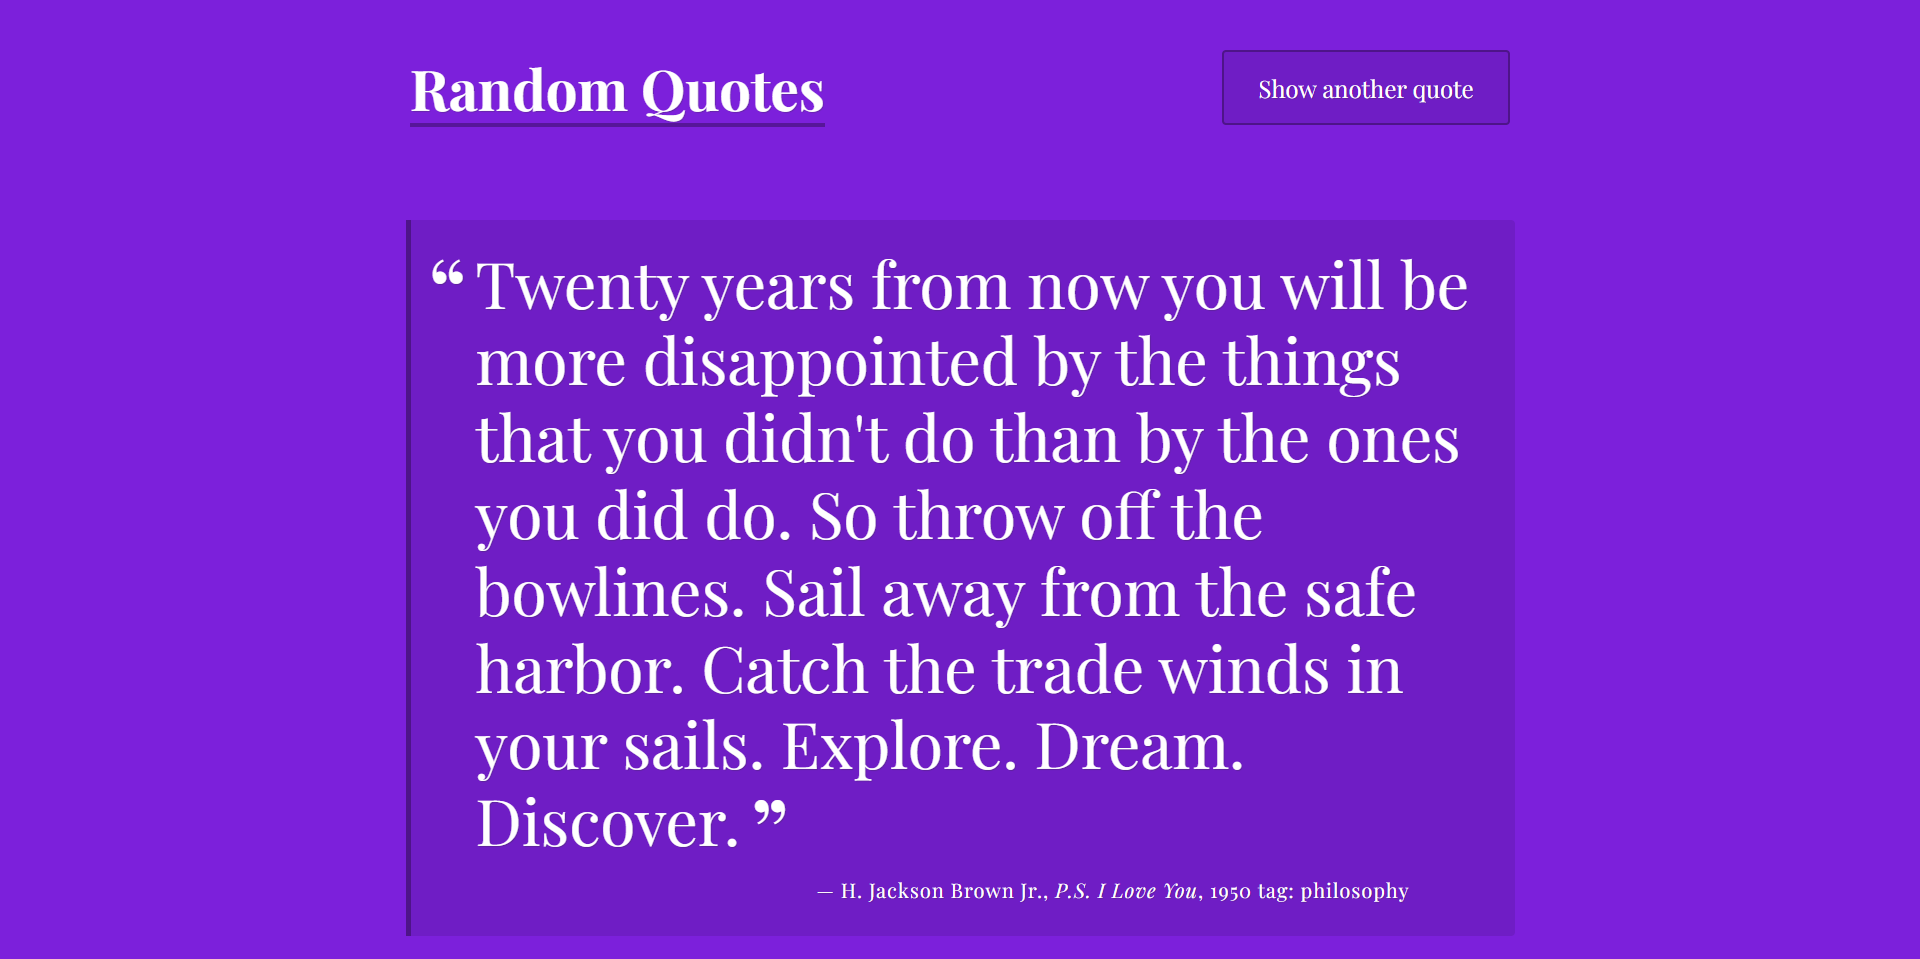 Random Quotes
Show another quote
“ Twenty years from now you will be
more disappointed by the things
that you didn't do than by the ones
you did do. So throw off the
bowlines. Sail away from the safe
harbor. Catch the trade winds in
your sails. Explore. Dream.
Discover. ”
— H. Jackson Brown Jr., P.S. I Love You, 1950 tag: philosophy